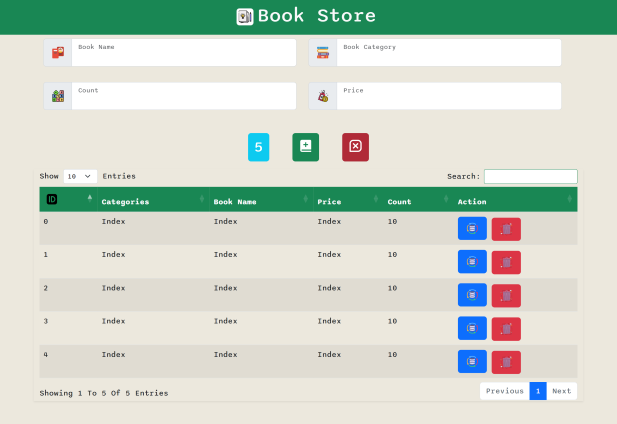 Book Store
Book Name
Book Category
Count
Price
5
Show 10 Entries
Search:
ID Categories Book Name Price Count Action
0 Index Index Index 10
1 Index Index Index 10
2 Index Index Index 10
3 Index Index Index 10
4 Index Index Index 10
Showing 1 To 5 Of 5 Entries
Previous 1 Next